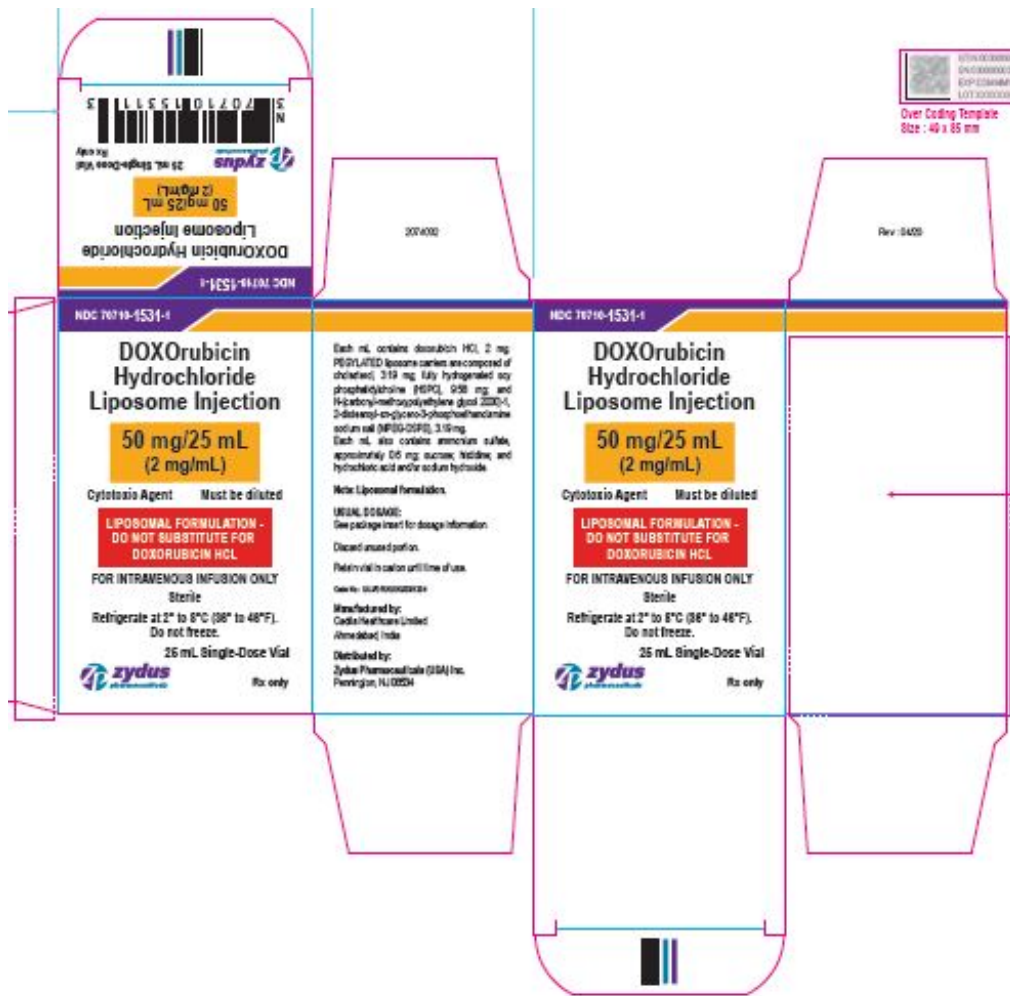 NDC 70710-1531-1
DOXOrubicin Hydrochloride
Liposome Injection
50 mg/25 mL
(2 mg/mL)
25 mL Single-Dose Vial
Rx only
zydus
pharmaceuticals
Over Coding Template
Size : 49 x 85 mm
2074092
NDC 70710-1531-1
DOXOrubicin
Hydrochloride
Liposome Injection
50 mg/25 mL
(2 mg/mL)
Cytotoxic Agent Must be diluted
LIPOSOMAL FORMULATION -
DO NOT SUBSTITUTE FOR
DOXORUBICIN HCL
FOR INTRAVENOUS INFUSION ONLY
Sterile
Refrigerate at 2° to 8°C (36° to 46°F).
Do not freeze.
25 mL Single-Dose Vial
zydus
pharmaceuticals
Rx only
Each mL contains doxorubicin HCl, 2 mg.
PEGYLATED liposome carriers are composed of
cholesterol, 3.19 mg; fully hydrogenated soy
phosphatidylcholine (HSPC), 9.58 mg; and
N-(carbonyl-methoxypolyethylene glycol 2000)-1,
2-distearoyl-sn-glycero-3-phosphoethanolamine
sodium salt (MPEG-DSPE), 3.19 mg.
Each mL also contains ammonium sulfate,
approximately 0.6 mg; sucrose; histidine; and
hydrochloric acid and/or sodium hydroxide.
Note: Liposomal formulation.
USUAL DOSAGE:
See package insert for dosage information.
Discard unused portion.
Retain vial in carton until time of use.
Manufactured by:
Cadila Healthcare Limited
Ahmedabad, India
Distributed by:
Zydus Pharmaceuticals (USA) Inc.
Pennington, NJ 08534
NDC 70710-1531-1
DOXOrubicin
Hydrochloride
Liposome Injection
50 mg/25 mL
(2 mg/mL)
Cytotoxic Agent Must be diluted
LIPOSOMAL FORMULATION -
DO NOT SUBSTITUTE FOR
DOXORUBICIN HCL
FOR INTRAVENOUS INFUSION ONLY
Sterile
Refrigerate at 2° to 8°C (36° to 46°F).
Do not freeze.
25 mL Single-Dose Vial
zydus
pharmaceuticals
Rx only